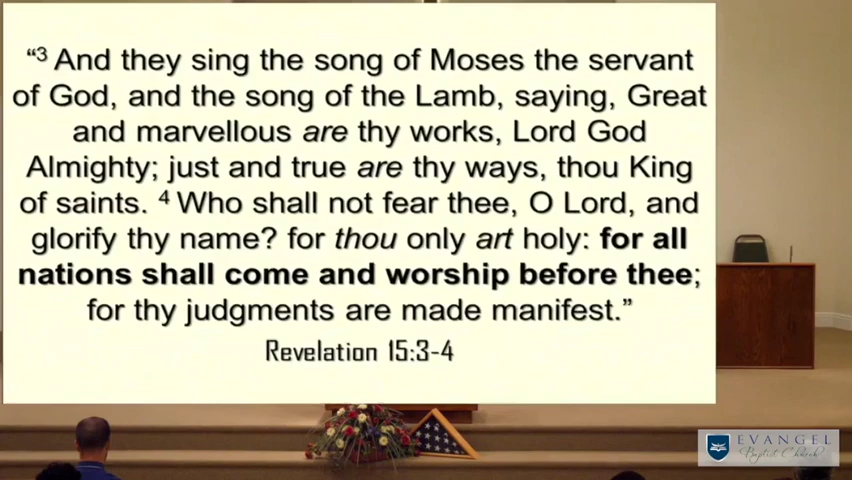 “³ And they sing the song of Moses the servant
of God, and the song of the Lamb, saying, Great
and marvellous are thy works, Lord God
Almighty; just and true are thy ways, thou King
of saints. ⁴ Who shall not fear thee, O Lord, and
glorify thy name? for thou only art holy: for all
nations shall come and worship before thee;
for thy judgments are made manifest.”
Revelation 15:3-4
EVANGEL
Baptist Church